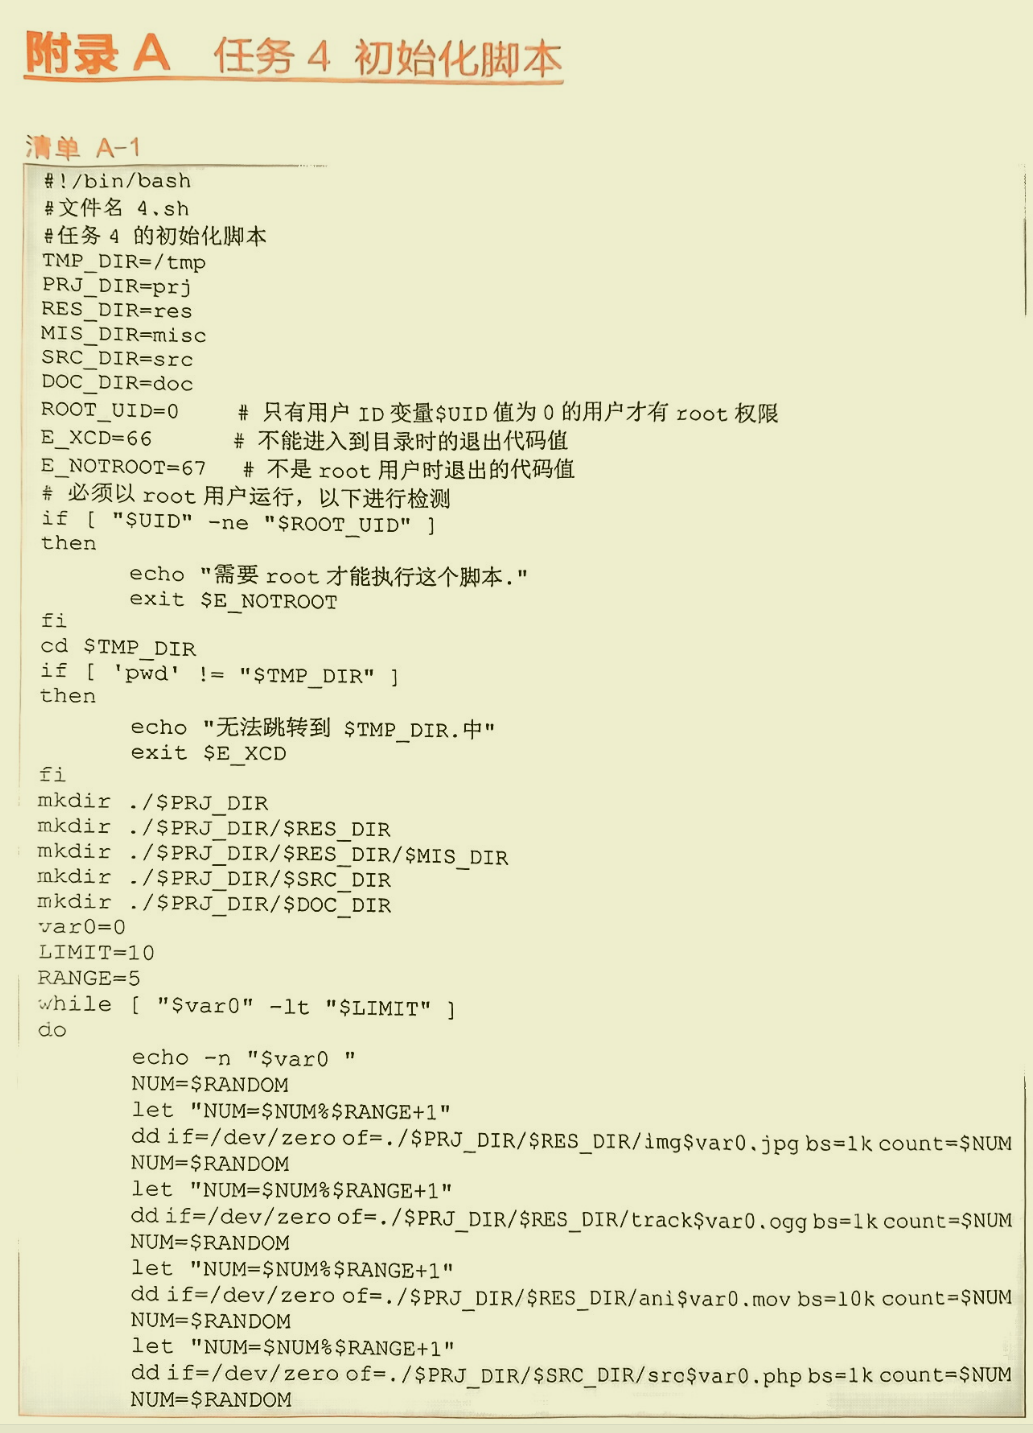 附录 A 任务 4 初始化脚本
清单 A-1
#!/bin/bash
#文件名 4.sh
#任务 4 的初始化脚本
TMP_DIR=/tmp
PRJ_DIR=prj
RES_DIR=res
MIS_DIR=misc
SRC_DIR=src
DOC_DIR=doc
ROOT_UID=0 # 只有用户 ID 变量$UID 值为 0 的用户才有 root 权限
E_XCD=66 # 不能进入到目录时的退出代码值
E_NOTROOT=67 # 不是 root 用户时退出的代码值
# 必须以 root 用户运行，以下进行检测
if [ "$UID" -ne "$ROOT_UID" ]
then
echo "需要 root 才能执行这个脚本."
exit $E_NOTROOT
fi
cd $TMP_DIR
if [ 'pwd' != "$TMP_DIR" ]
then
echo "无法跳转到 $TMP_DIR.中"
exit $E_XCD
fi
mkdir ./$PRJ_DIR
mkdir ./$PRJ_DIR/$RES_DIR
mkdir ./$PRJ_DIR/$RES_DIR/$MIS_DIR
mkdir ./$PRJ_DIR/$SRC_DIR
mkdir ./$PRJ_DIR/$DOC_DIR
var0=0
LIMIT=10
RANGE=5
while [ "$var0" -lt "$LIMIT" ]
do
echo -n "$var0 "
NUM=$RANDOM
let "NUM=$NUM%$RANGE+1"
dd if=/dev/zero of=./$PRJ_DIR/$RES_DIR/img$var0.jpg bs=1k count=$NUM
NUM=$RANDOM
let "NUM=$NUM%$RANGE+1"
dd if=/dev/zero of=./$PRJ_DIR/$RES_DIR/track$var0.ogg bs=1k count=$NUM
NUM=$RANDOM
let "NUM=$NUM%$RANGE+1"
dd if=/dev/zero of=./$PRJ_DIR/$RES_DIR/ani$var0.mov bs=10k count=$NUM
NUM=$RANDOM
let "NUM=$NUM%$RANGE+1"
dd if=/dev/zero of=./$PRJ_DIR/$SRC_DIR/src$var0.php bs=1k count=$NUM
NUM=$RANDOM